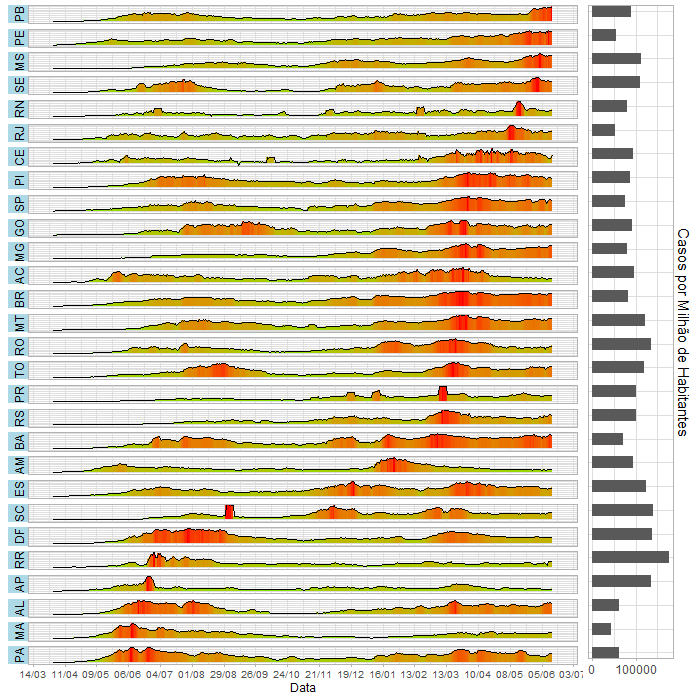 PB
PE
MS
SE
RN
RJ
CE
PI
SP
GO
MG
AC
BR
MT
RO
TO
PR
RS
BA
AM
ES
SC
DF
RR
AP
AL
MA
PA
14/03 11/04 09/05 06/06 04/07 01/08 29/08 26/09 24/10 21/11 19/12 16/01 13/02 13/03 10/04 08/05 05/06 03/07
Data
0 100000
Casos por Milhão de Habitantes